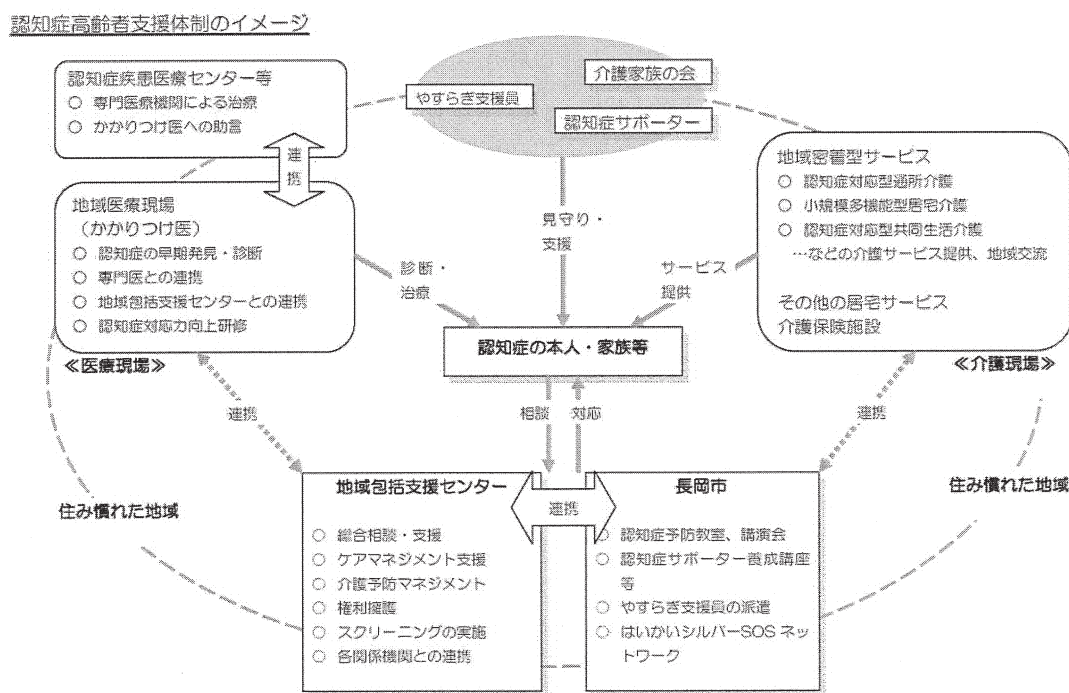 認知症高齢者支援体制のイメージ
認知症疾患医療センター等
○ 専門医療機関による治療
○ かかりつけ医への助言
連携
地域医療現場
(かかりつけ医)
○ 認知症の早期発見・診断
○ 専門医との連携
○ 地域包括支援センターとの連携
○ 認知症対応力向上研修
≪医療現場≫
介護家族の会
やすらぎ支援員
認知症サポーター
見守り・
支援
診断・
治療
サービス
提供
地域密着型サービス
○ 認知症対応型通所介護
○ 小規模多機能型居宅介護
○ 認知症対応型共同生活介護
…などの介護サービス提供、地域交流
その他の居宅サービス
介護保険施設
≪介護現場≫
認知症の本人・家族等
連携
相談
対応
連携
住み慣れた地域
住み慣れた地域
地域包括支援センター
○ 総合相談・支援
○ ケアマネジメント支援
○ 介護予防マネジメント
○ 権利擁護
○ スクリーニングの実施
○ 各関係機関との連携
連携
長岡市
○ 認知症予防教室、講演会
○ 認知症サポーター養成講座
等
○ やすらぎ支援員の派遣
○ はいかいシルバーSOS ネッ
トワーク